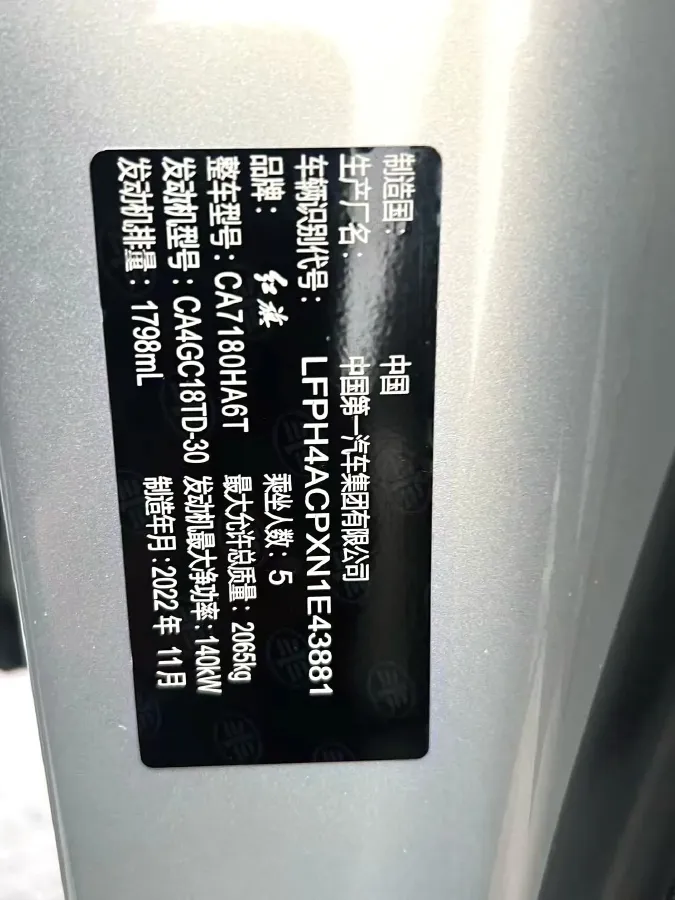 制造国： 中国
生产厂名： 中国第一汽车集团有限公司
车辆识别代号： LFPH4ACPXN1E43881
品牌： 红旗 乘坐人数：5
整车型号：CA7180HA6T 最大允许总质量：2065kg
发动机型号：CA4GC18TD-30 发动机最大净功率：140kW
发动机排量：1798mL 制造年月：2022年 11月